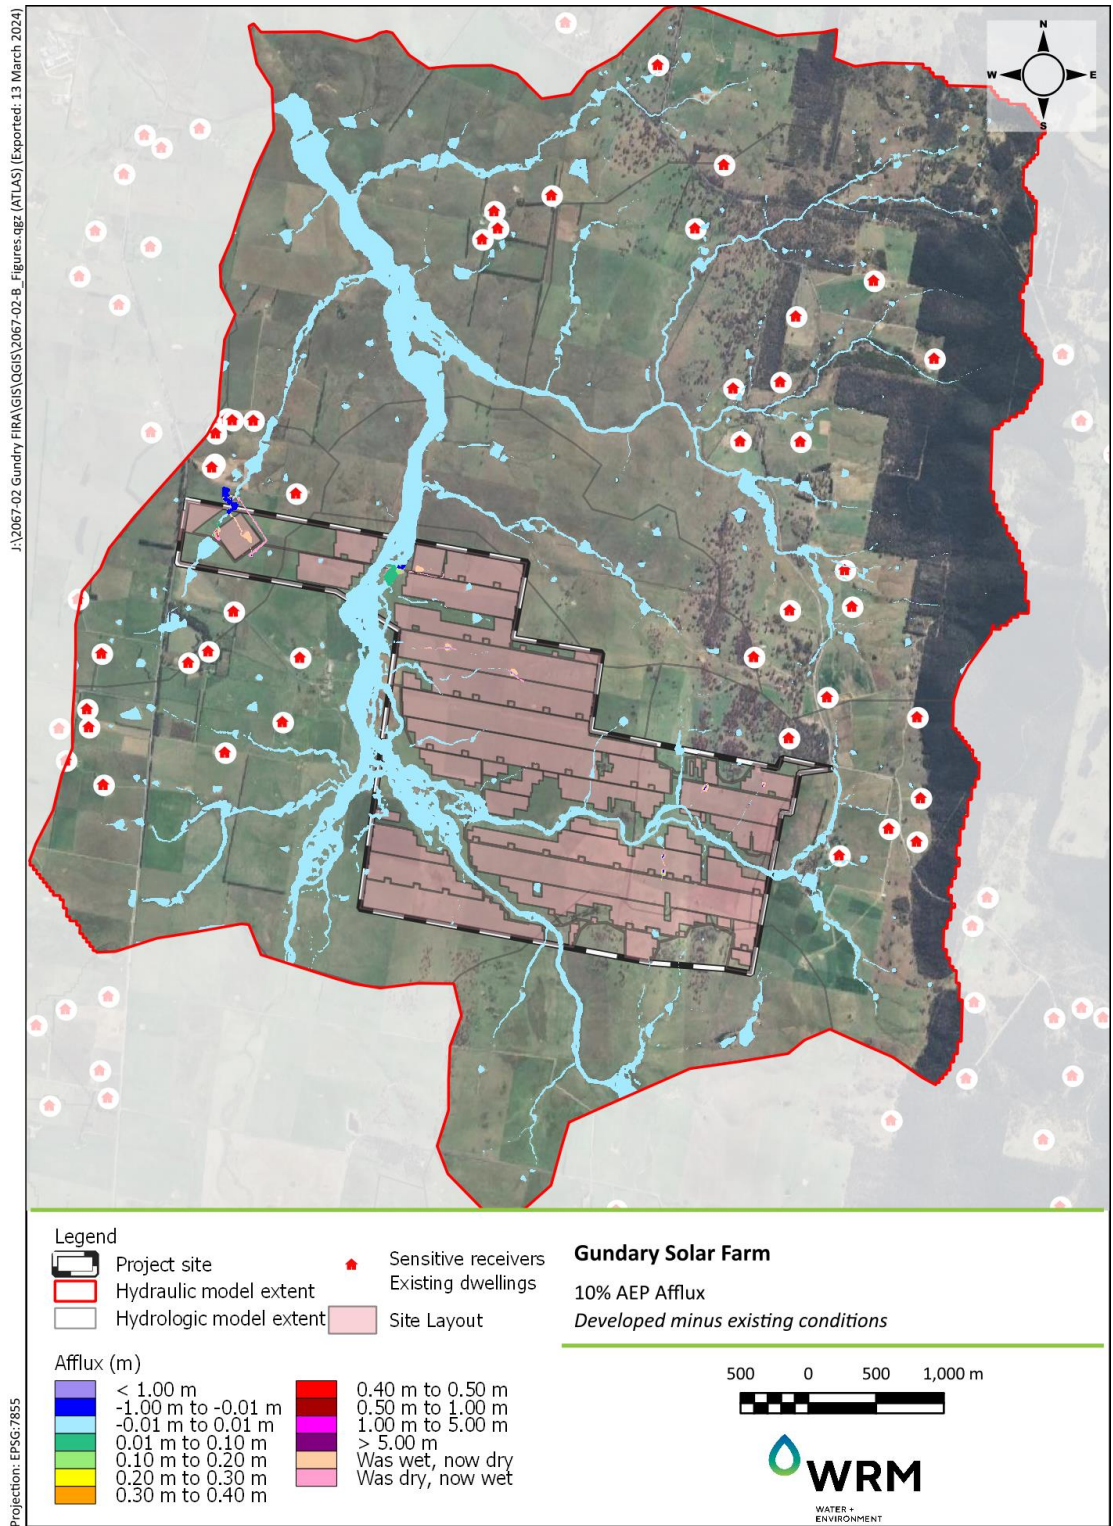 J:\2067-02 Gundry FIRA\GIS\QGIS\2067-02-B_Figures.qgz (ATLAS) (Exported: 13 March 2024)
N
W
E
S
Legend
Project site
Hydraulic model extent
Hydrologic model extent
Sensitive receivers
Existing dwellings
Site Layout
Afflux (m)
< 1.00 m
-1.00 m to -0.01 m
-0.01 m to 0.01 m
0.01 m to 0.10 m
0.10 m to 0.20 m
0.20 m to 0.30 m
0.30 m to 0.40 m
0.40 m to 0.50 m
0.50 m to 1.00 m
1.00 m to 5.00 m
> 5.00 m
Was wet, now dry
Was dry, now wet
Gundary Solar Farm
10% AEP Afflux
Developed minus existing conditions
500 0 500 1,000 m
WRM
WATER +
ENVIRONMENT
Projection: EPSG:7855